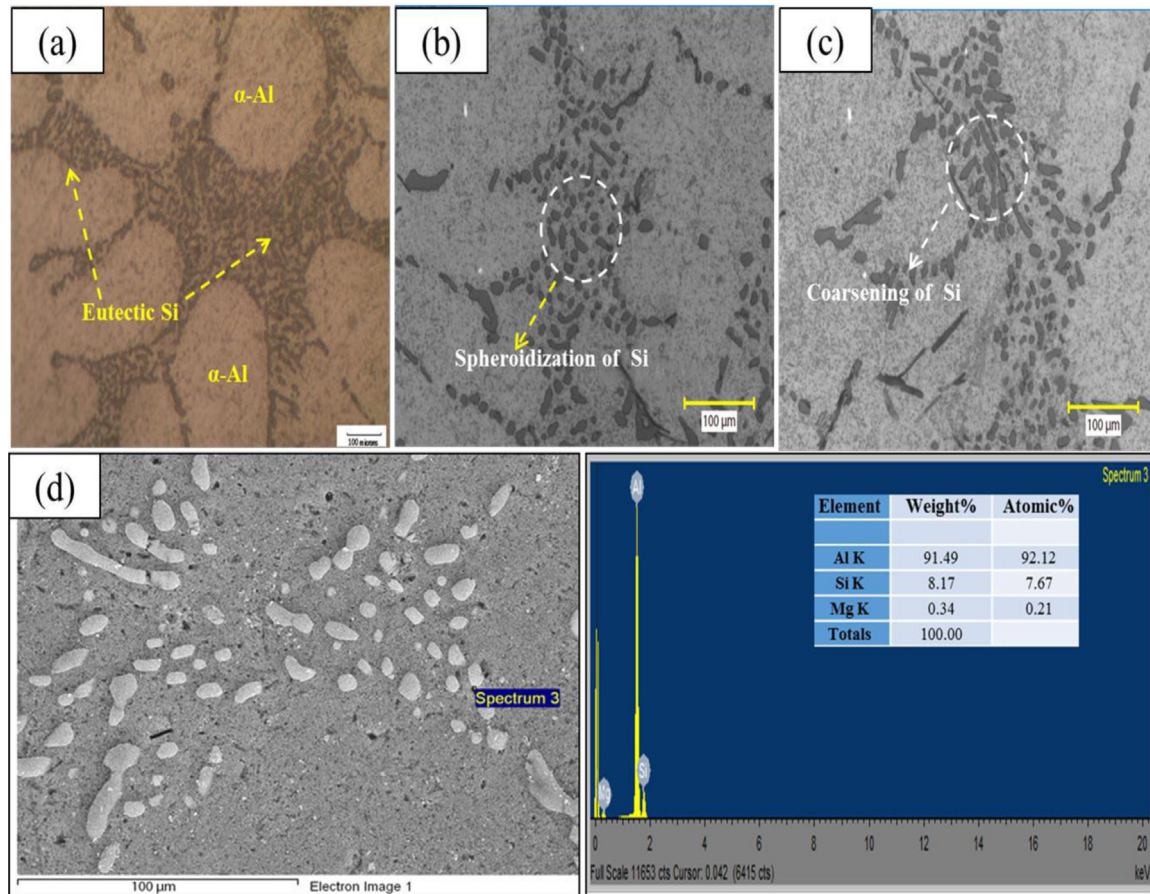 (a)
α-Al
Eutectic Si
α-Al
100 microns
(b)
Spheroidization of Si
100 µm
(c)
Coarsening of Si
100 µm
(d)
Spectrum 3
100 µm
Electron Image 1
Spectrum 3
Al
Element Weight% Atomic%
Al K 91.49 92.12
Si K 8.17 7.67
Mg K 0.34 0.21
Totals 100.00
Mg
Si
0 2 4 6 8 10 12 14 16 18 20
Full Scale 11653 cts Cursor: 0.042 (6415 cts)
keV